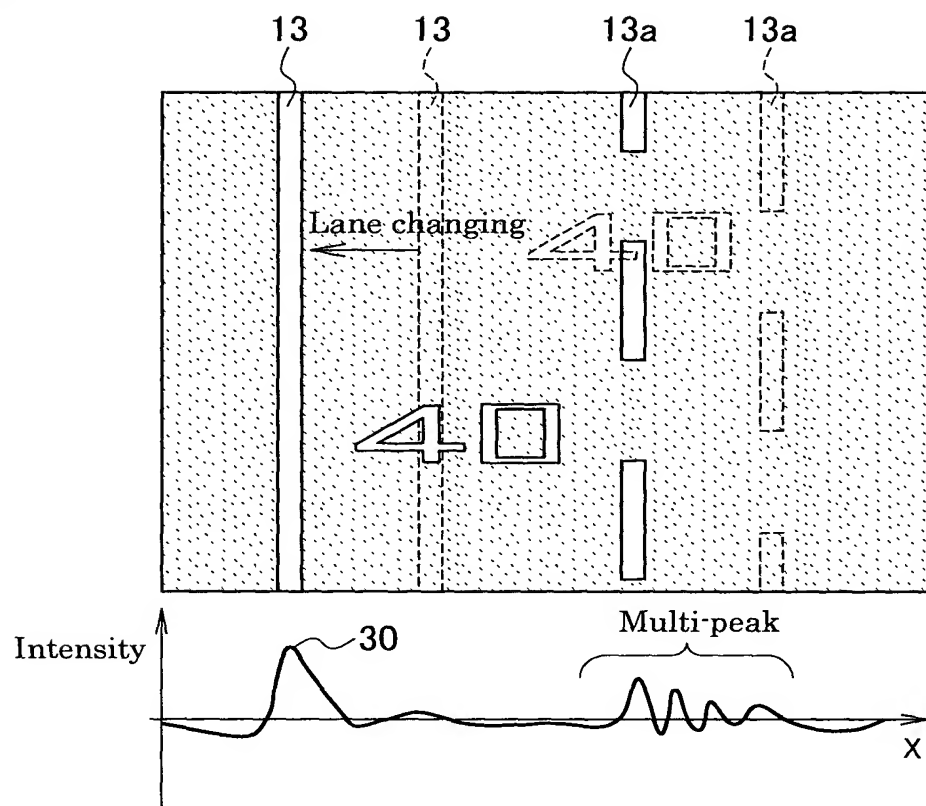 13 13 13a 13a
Lane changing
40
40
Multi-peak
Intensity
30
X